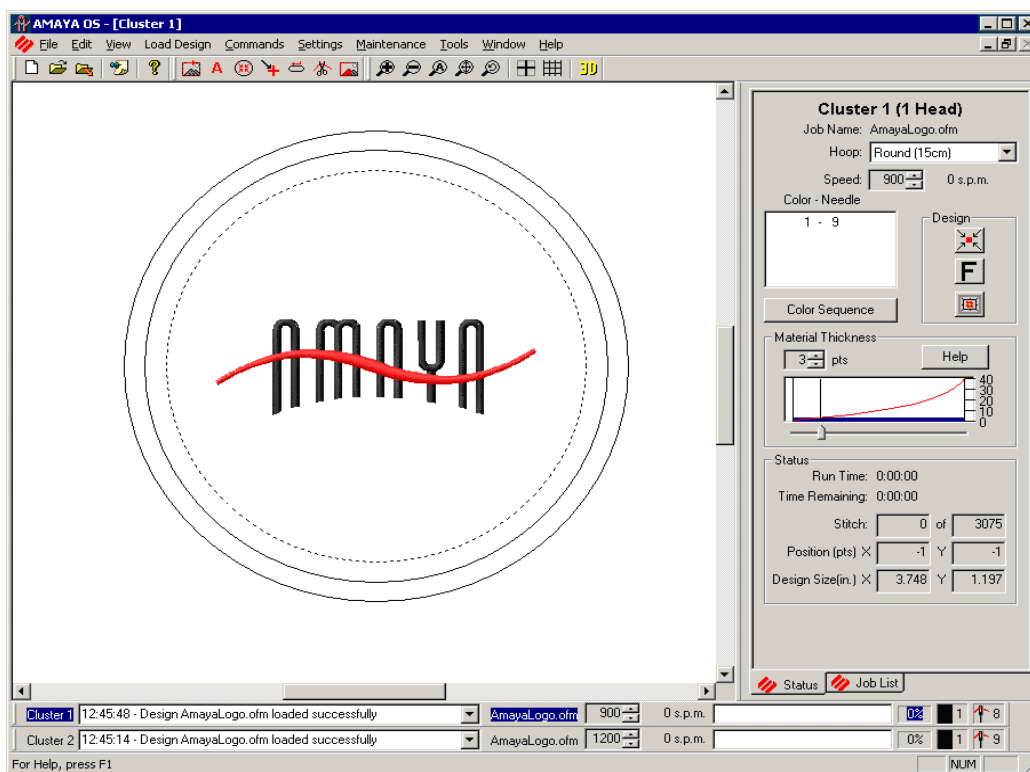 AMAYA OS - [Cluster 1]
File Edit View Load Design Commands Settings Maintenance Tools Window Help
A ? 3D
Cluster 1 (1 Head)
Job Name: AmayaLogo.ofm
Hoop: Round (15cm)
Speed: 900 0 s.p.m.
Color - Needle
1 - 9
Design
F
Color Sequence
Material Thickness
3 pts Help
40
30
20
10
0
AMAYA
Status
Run Time: 0:00:00
Time Remaining: 0:00:00
Stitch: 0 of 3075
Position (pts) X -1 Y -1
Design Size(in.) X 3.748 Y 1.197
Status Job List
Cluster 1 12:45:48 - Design AmayaLogo.ofm loaded successfully AmayaLogo.ofm 900 0 s.p.m. 0% 1 8
Cluster 2 12:45:14 - Design AmayaLogo.ofm loaded successfully AmayaLogo.ofm 1200 0 s.p.m. 0% 1 9
For Help, press F1 NUM